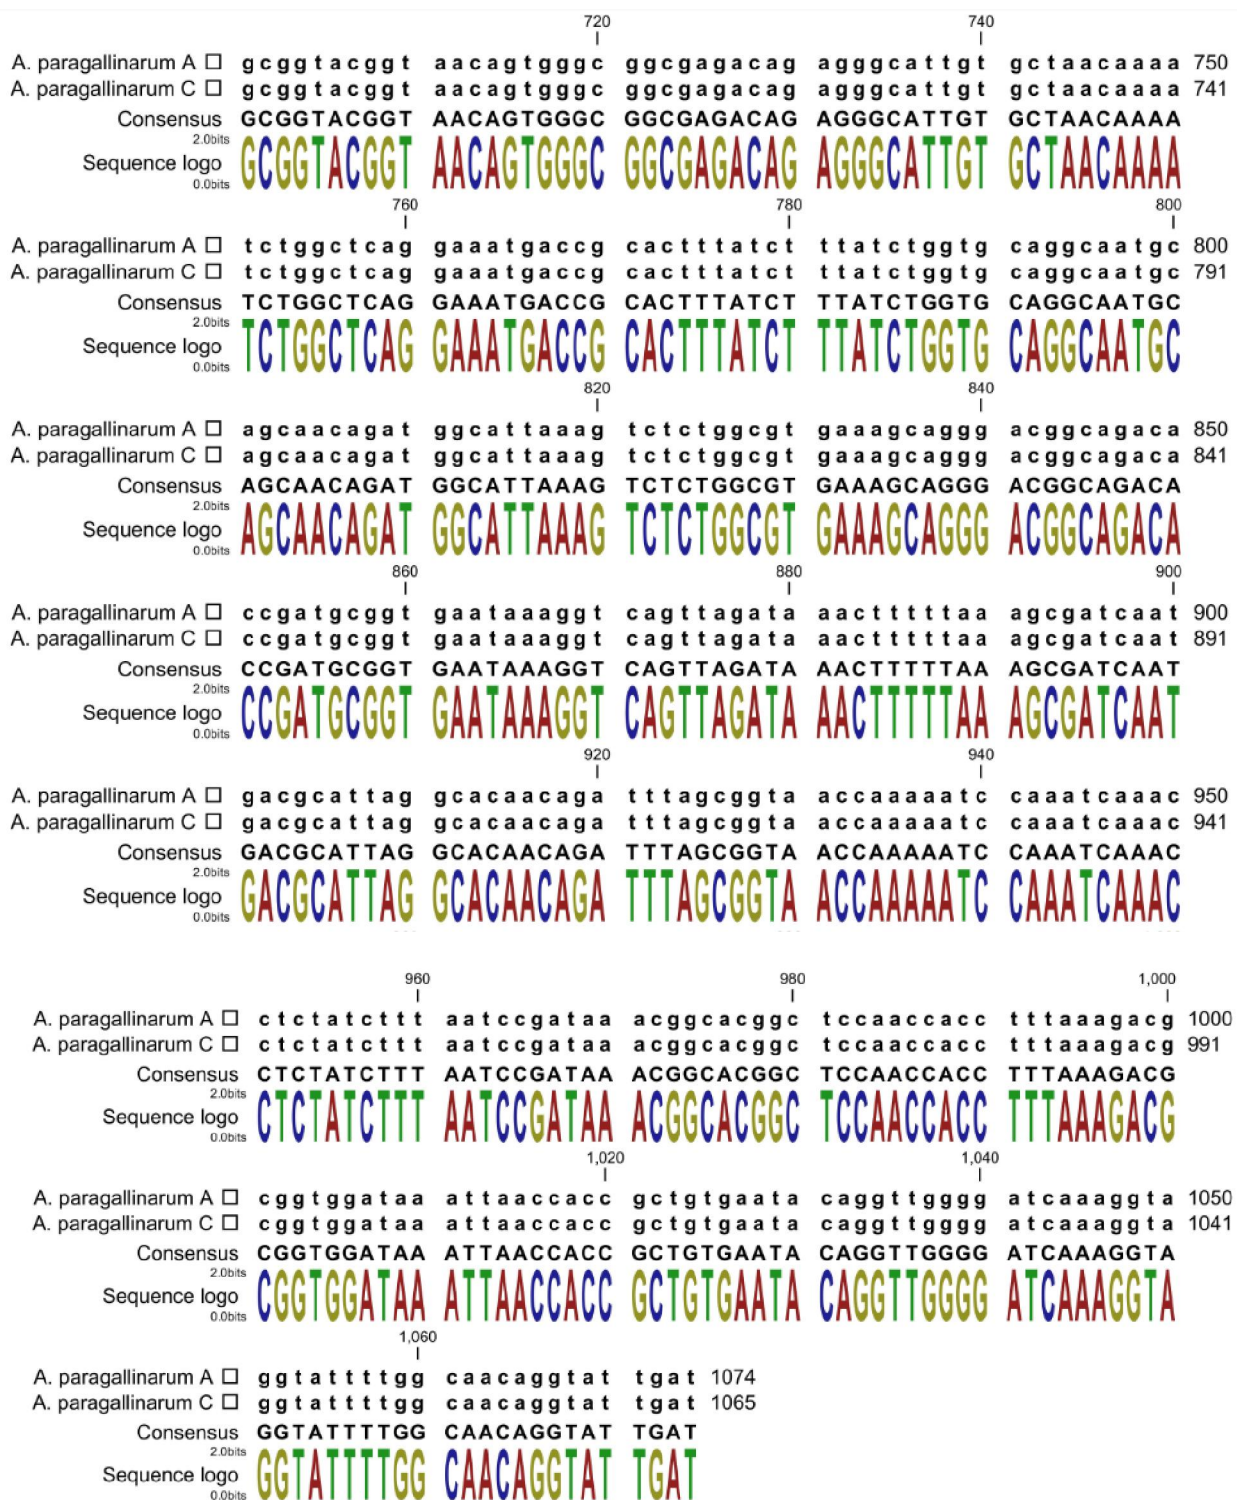 720 740
A. paragallinarum A gcggtacggt aacagtgggc ggcgagacag agggcattgt gctaacaaaa 750
A. paragallinarum C gcggtacggt aacagtgggc ggcgagacag agggcattgt gctaacaaaa 741
Consensus GCGGTACGGT AACAGTGGGC GGCGAGACAG AGGGCATTGT GCTAACAAAA
2.0bits
Sequence logo GCGGTACGGT AACAGTGGGC GGCGAGACAG AGGGCATTGT GCTAACAAAA
0.0bits
760 780 800
A. paragallinarum A tctggctcag gaaatgaccg cactttatct ttatctggtg caggcaatgc 800
A. paragallinarum C tctggctcag gaaatgaccg cactttatct ttatctggtg caggcaatgc 791
Consensus TCTGGCTCAG GAAATGACCG CACTTTATCT TTATCTGGTG CAGGCAATGC
2.0bits
Sequence logo TCTGGCTCAG GAAATGACCG CACTTTATCT TTATCTGGTG CAGGCAATGC
0.0bits
820 840
A. paragallinarum A agcaacagat ggcattaaag tctctggcgt gaaagcaggg acggcagaca 850
A. paragallinarum C agcaacagat ggcattaaag tctctggcgt gaaagcaggg acggcagaca 841
Consensus AGCAACAGAT GGCATTAAAG TCTCTGGCGT GAAAGCAGGG ACGGCAGACA
2.0bits
Sequence logo AGCAACAGAT GGCATTAAAG TCTCTGGCGT GAAAGCAGGG ACGGCAGACA
0.0bits
860 880 900
A. paragallinarum A ccgatgcggt gaataaaggt cagttagata aactttttaa agcgatcaat 900
A. paragallinarum C ccgatgcggt gaataaaggt cagttagata aactttttaa agcgatcaat 891
Consensus CCGATGCGGT GAATAAAGGT CAGTTAGATA AACTTTTTAA AGCGATCAAT
2.0bits
Sequence logo CCGATGCGGT GAATAAAGGT CAGTTAGATA AACTTTTTAA AGCGATCAAT
0.0bits
920 940
A. paragallinarum A gacgcattag gcacaacaga tttagcggta accaaaaatc caaatcaaac 950
A. paragallinarum C gacgcattag gcacaacaga tttagcggta accaaaaatc caaatcaaac 941
Consensus GACGCATTAG GCACAACAGA TTTAGCGGTA ACCAAAAATC CAAATCAAAC
2.0bits
Sequence logo GACGCATTAG GCACAACAGA TTTAGCGGTA ACCAAAAATC CAAATCAAAC
0.0bits
960 980 1,000
A. paragallinarum A ctctatcttt aatccgataa acggcacggc tccaaccacc tttaaagacg 1000
A. paragallinarum C ctctatcttt aatccgataa acggcacggc tccaaccacc tttaaagacg 991
Consensus CTCTATCTTT AATCCGATAA ACGGCACGGC TCCAACCACC TTTAAAGACG
2.0bits
Sequence logo CTCTATCTTT AATCCGATAA ACGGCACGGC TCCAACCACC TTTAAAGACG
0.0bits
1,020 1,040
A. paragallinarum A cggtggataa attaaccacc gctgtgaata caggttgggg atcaaaggta 1050
A. paragallinarum C cggtggataa attaaccacc gctgtgaata caggttgggg atcaaaggta 1041
Consensus CGGTGGATAA ATTAACCACC GCTGTGAATA CAGGTTGGGG ATCAAAGGTA
2.0bits
Sequence logo CGGTGGATAA ATTAACCACC GCTGTGAATA CAGGTTGGGG ATCAAAGGTA
0.0bits
1,060
A. paragallinarum A ggtattttgg caacaggtat tgat 1074
A. paragallinarum C ggtattttgg caacaggtat tgat 1065
Consensus GGTATTTTGG CAACAGGTAT TGAT
2.0bits
Sequence logo GGTATTTTGG CAACAGGTAT TGAT
0.0bits